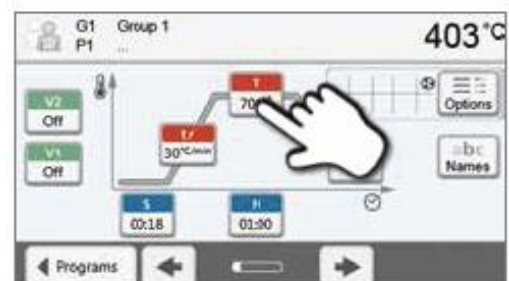 G1 Group 1
P1 ...
403°C
V2
Off
T
70
Options
V1
Off
t/
30°C/min
abc
Names
S
00:18
H
01:00
Programs